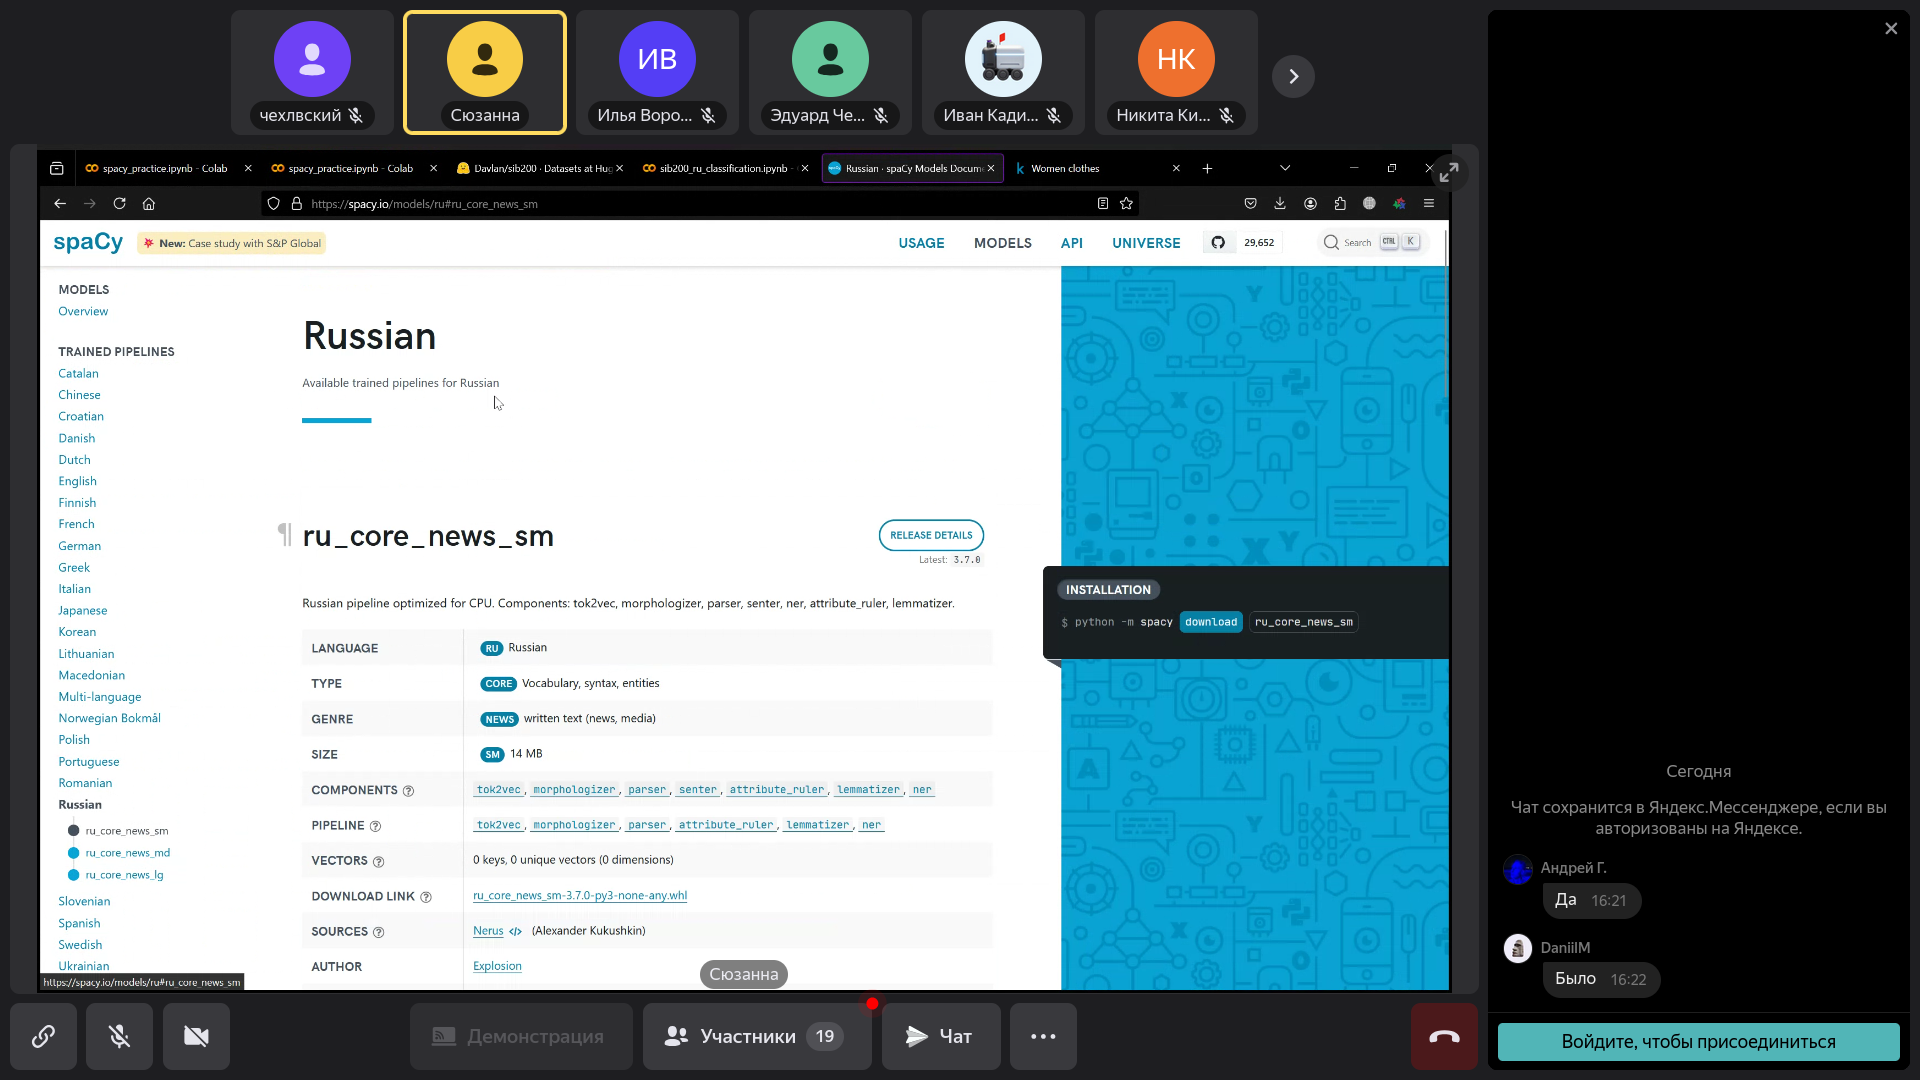 чехлвский
Сюзанна
ИВ
Илья Воро...
Эдуард Че...
Иван Кади...
НК
Никита Ки...
spacy_practice.ipynb - Colab
spacy_practice.ipynb - Colab
Davlan/sib200 · Datasets at Hug
sib200_ru_classification.ipynb -
Russian · spaCy Models Docum
Women clothes
https://spacy.io/models/ru#ru_core_news_sm
spaCy
New: Case study with S&P Global
USAGE
MODELS
API
UNIVERSE
29,652
Search
CTRL
K
MODELS
Overview
TRAINED PIPELINES
Catalan
Chinese
Croatian
Danish
Dutch
English
Finnish
French
German
Greek
Italian
Japanese
Korean
Lithuanian
Macedonian
Multi-language
Norwegian Bokmål
Polish
Portuguese
Romanian
Russian
ru_core_news_sm
ru_core_news_md
ru_core_news_lg
Slovenian
Spanish
Swedish
Ukrainian
https://spacy.io/models/ru#ru_core_news_sm
Russian
Available trained pipelines for Russian
ru_core_news_sm
RELEASE DETAILS
Latest: 3.7.0
Russian pipeline optimized for CPU. Components: tok2vec, morphologizer, parser, senter, ner, attribute_ruler, lemmatizer.
LANGUAGE RU Russian
TYPE CORE Vocabulary, syntax, entities
GENRE NEWS written text (news, media)
SIZE SM 14 MB
COMPONENTS tok2vec, morphologizer, parser, senter, attribute_ruler, lemmatizer, ner
PIPELINE tok2vec, morphologizer, parser, attribute_ruler, lemmatizer, ner
VECTORS 0 keys, 0 unique vectors (0 dimensions)
DOWNLOAD LINK ru_core_news_sm-3.7.0-py3-none-any.whl
SOURCES Nerus </> (Alexander Kukushkin)
AUTHOR Explosion
INSTALLATION
$ python -m spacy download ru_core_news_sm
Сюзанна
Демонстрация
Участники 19
Чат
Сегодня
Чат сохранится в Яндекс.Мессенджере, если вы
авторизованы на Яндексе.
Андрей Г.
Да 16:21
DaniilM
Было 16:22
Войдите, чтобы присоединиться